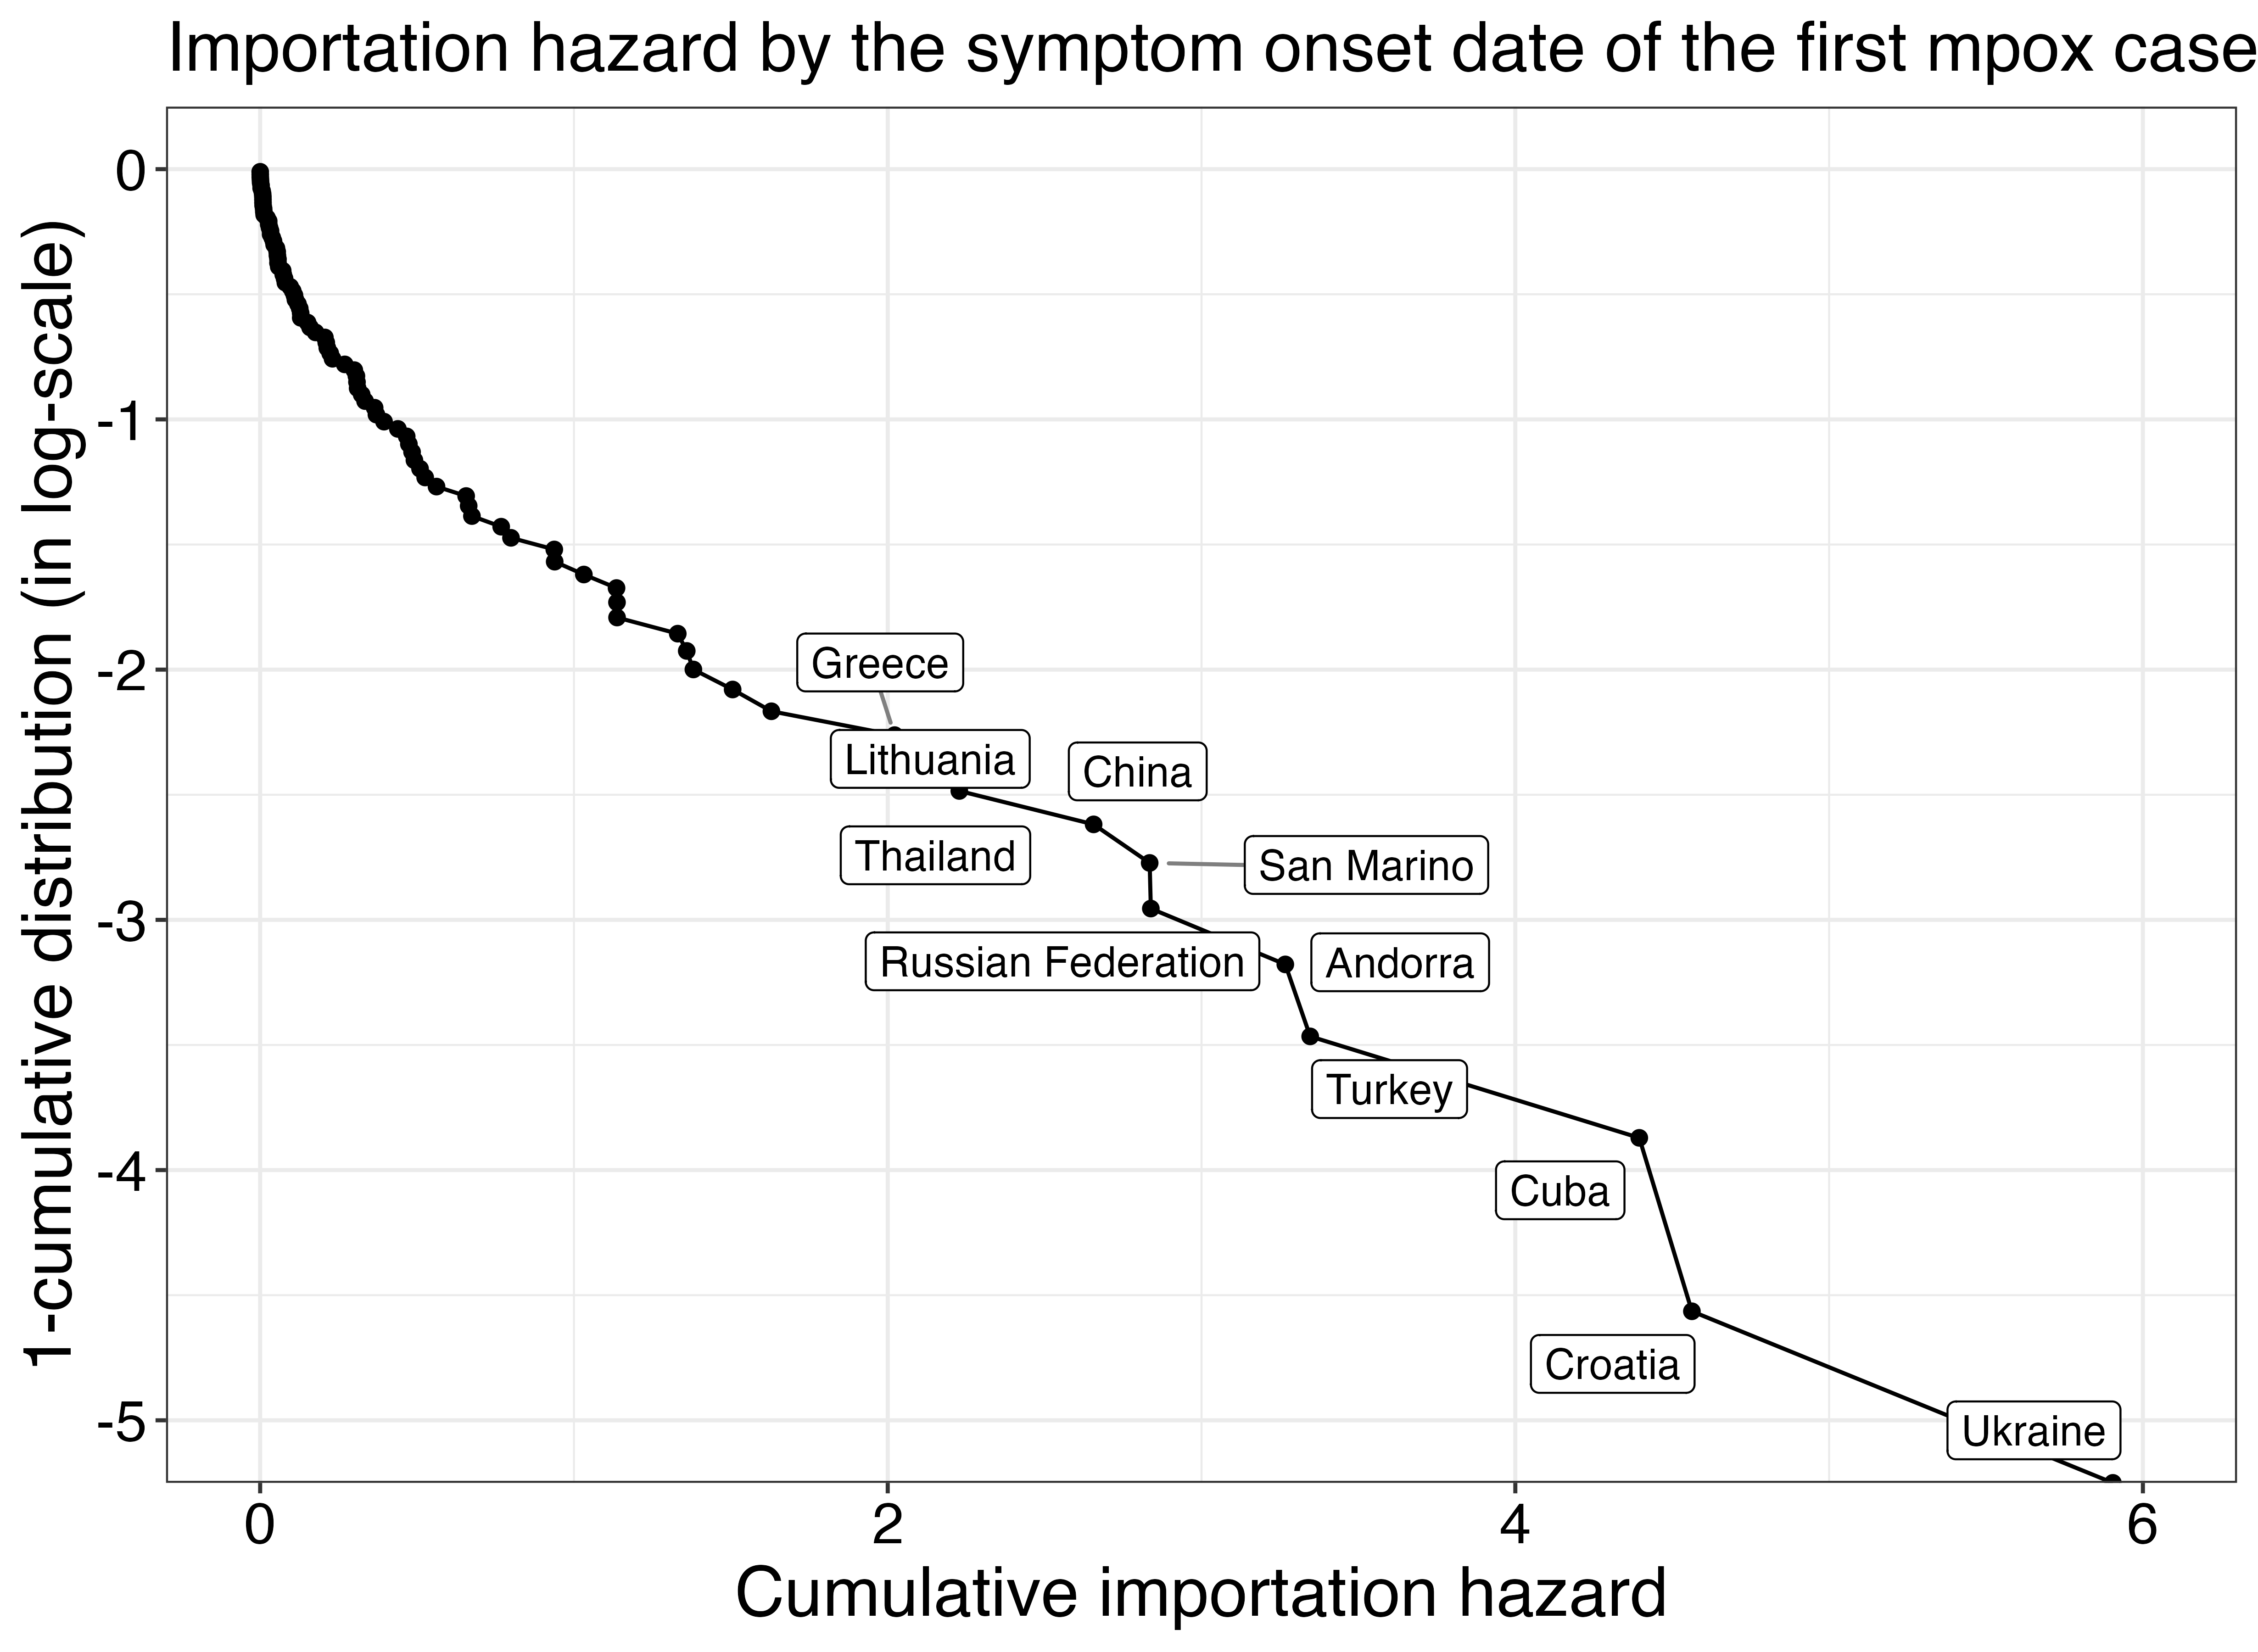 Importation hazard by the symptom onset date of the first mpox case
1-cumulative distribution (in log-scale)
0
-1
-2
-3
-4
-5
Greece
Lithuania
China
Thailand
San Marino
Russian Federation
Andorra
Turkey
Cuba
Croatia
Ukraine
0
2
4
6
Cumulative importation hazard